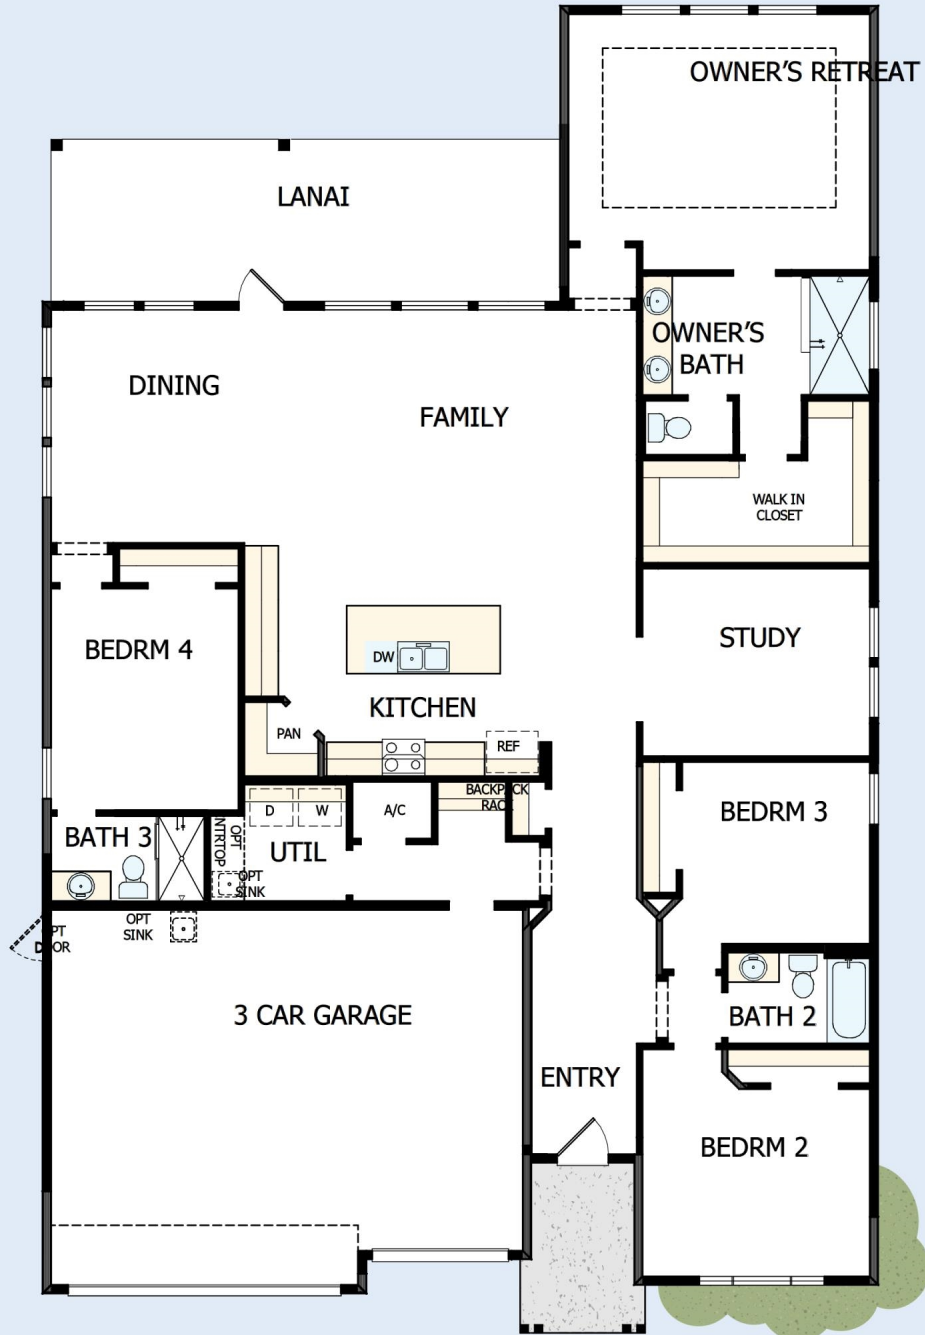 OWNER'S RETREAT
LANAI
OWNER'S
BATH
DINING
FAMILY
WALK IN
CLOSET
STUDY
BEDRM 4
DW
KITCHEN
PAN
REF
BACKPACK
RACK
D
W
A/C
BEDRM 3
BATH 3
OPT
NTRTOP
UTIL
OPT
SINK
OPT
SINK
OPT
DOOR
3 CAR GARAGE
BATH 2
ENTRY
BEDRM 2